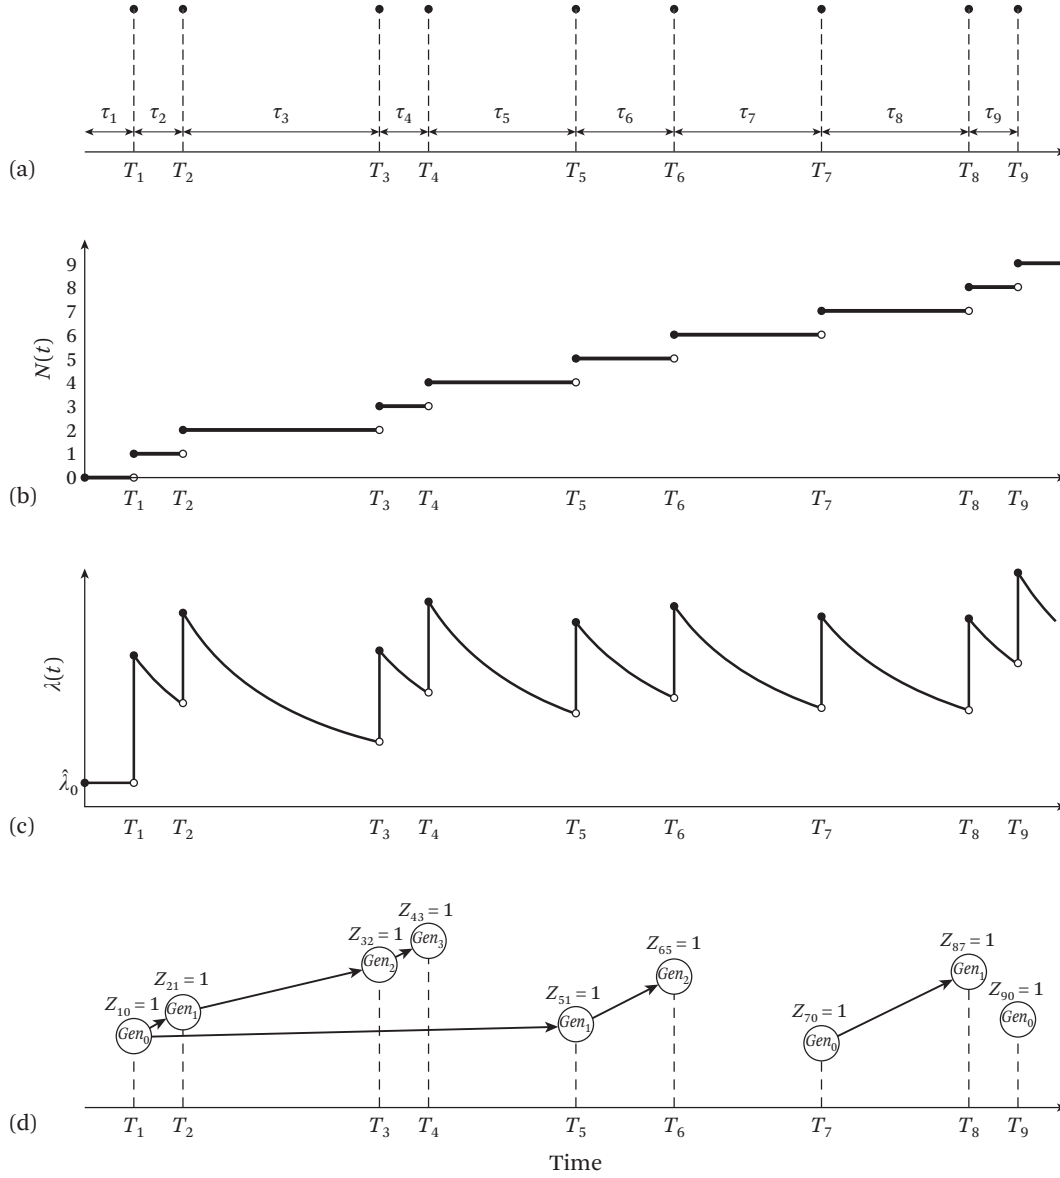 τ₁ τ₂ τ₃ τ₄ τ₅ τ₆ τ₇ τ₈ τ₉
(a)
T₁ T₂ T₃ T₄ T₅ T₆ T₇ T₈ T₉
N(t)
9
8
7
6
5
4
3
2
1
0
(b)
T₁ T₂ T₃ T₄ T₅ T₆ T₇ T₈ T₉
λ(t)
λ̂₀
(c)
T₁ T₂ T₃ T₄ T₅ T₆ T₇ T₈ T₉
Z₁₀ = 1
Gen₀
Z₂₁ = 1
Gen₁
Z₃₂ = 1
Gen₂
Z₄₃ = 1
Gen₃
Z₅₁ = 1
Gen₁
Z₆₅ = 1
Gen₂
Z₇₀ = 1
Gen₀
Z₈₇ = 1
Gen₁
Z₉₀ = 1
Gen₀
(d)
T₁ T₂ T₃ T₄ T₅ T₆ T₇ T₈ T₉
Time